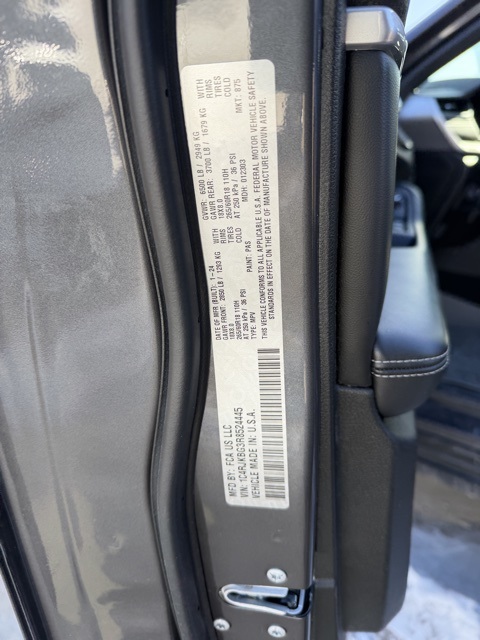 MFD BY: FCA US LLC
VIN: 1C4RJKBG3R8524445
VEHICLE MADE IN: U.S.A.
DATE OF MFR (BUILT): 1-24
GVWR: 6500 LB / 2949 KG
GAWR FRONT: 2850 LB / 1293 KG WITH
18X8.0 RIMS
265/60R18 110H TIRES
AT 250 kPa / 36 PSI COLD
GAWR REAR: 3700 LB / 1679 KG WITH
18X8.0 RIMS
265/60R18 110H TIRES
AT 250 kPa / 36 PSI COLD
TYPE: MPV PAINT: PAS MDH: 012303 MKT: B75
THIS VEHICLE CONFORMS TO ALL APPLICABLE U.S.A. FEDERAL MOTOR VEHICLE SAFETY
STANDARDS IN EFFECT ON THE DATE OF MANUFACTURE SHOWN ABOVE.